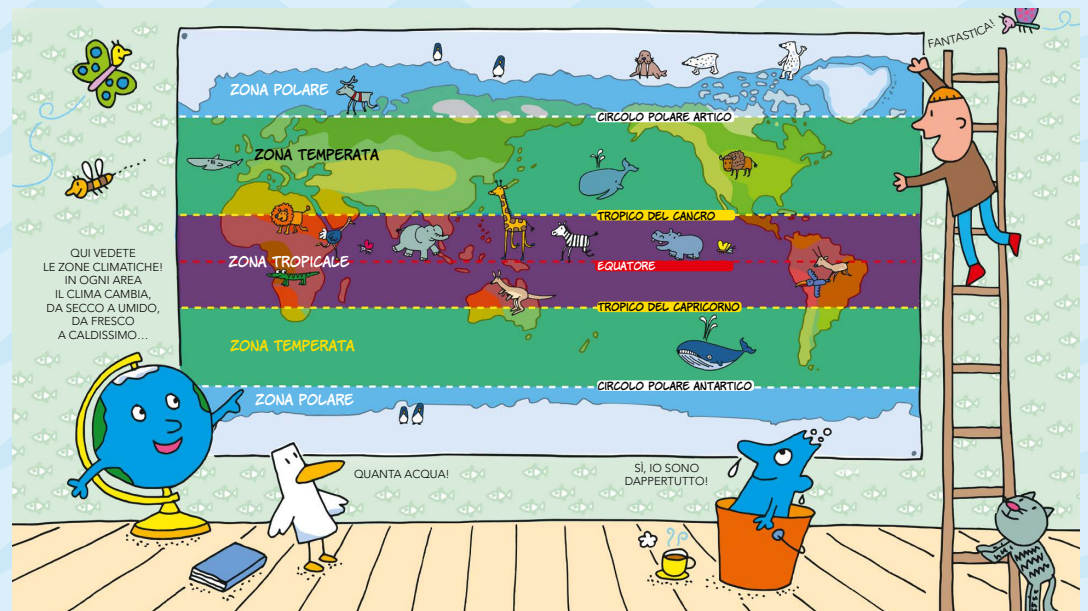 FANTASTICA!
ZONA POLARE
CIRCOLO POLARE ARTICO
ZONA TEMPERATA
TROPICO DEL CANCRO
ZONA TROPICALE
EQUATORE
TROPICO DEL CAPRICORNO
ZONA TEMPERATA
CIRCOLO POLARE ANTARTICO
ZONA POLARE
QUI VEDETE
LE ZONE CLIMATICHE!
IN OGNI AREA
IL CLIMA CAMBIA,
DA SECCO A UMIDO,
DA FRESCO
A CALDISSIMO...
QUANTA ACQUA!
SÌ, IO SONO
DAPPERTUTTO!